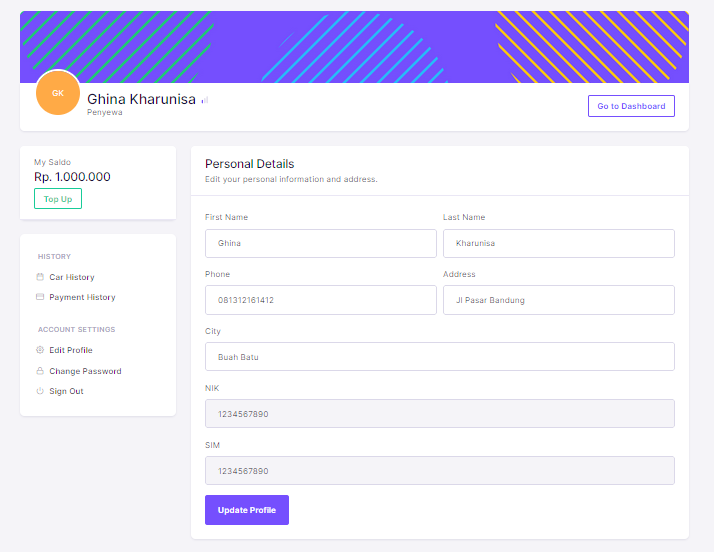 GK
Ghina Kharunisa
Penyewa
Go to Dashboard
My Saldo
Rp. 1.000.000
Top Up
HISTORY
Car History
Payment History
ACCOUNT SETTINGS
Edit Profile
Change Password
Sign Out
Personal Details
Edit your personal information and address.
First Name
Last Name
Ghina
Kharunisa
Phone
Address
081312161412
Jl Pasar Bandung
City
Buah Batu
NIK
1234567890
SIM
1234567890
Update Profile